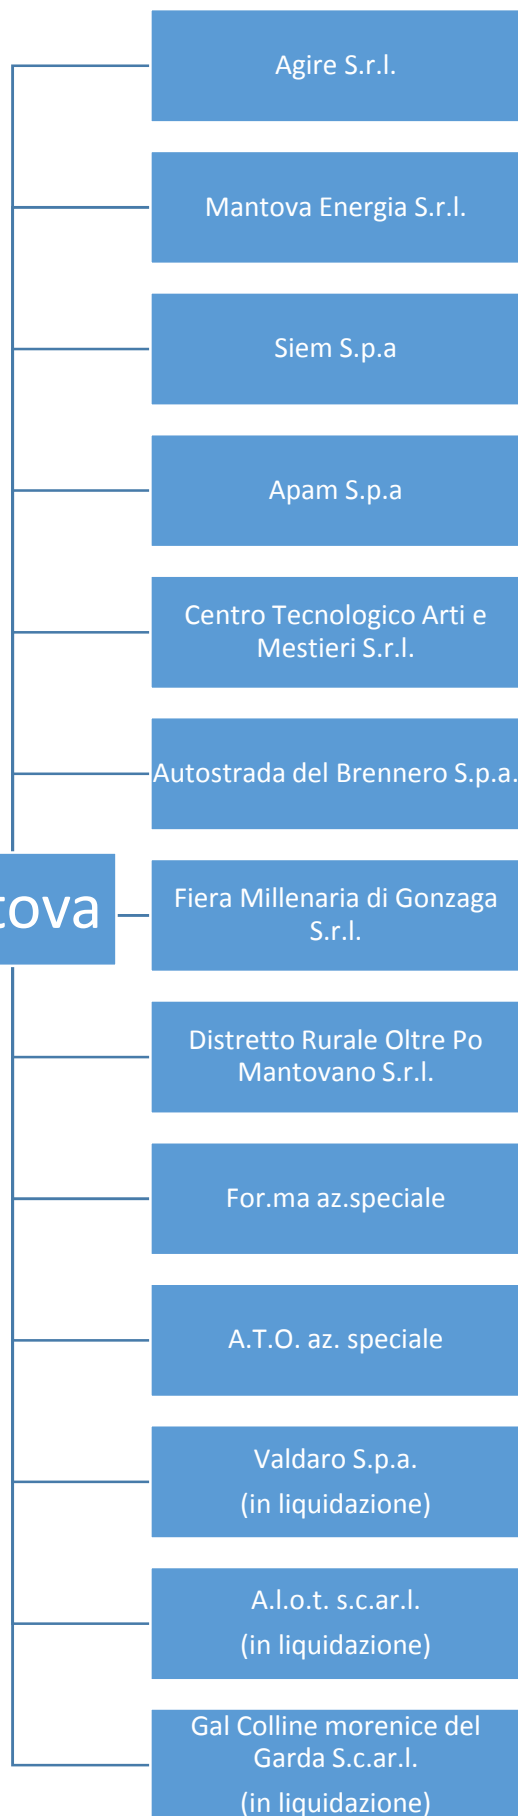 Agire S.r.l.
Mantova Energia S.r.l.
Siem S.p.a
Apam S.p.a
Centro Tecnologico Arti e
Mestieri S.r.l.
Autostrada del Brennero S.p.a.
tova
Fiera Millenaria di Gonzaga
S.r.l.
Distretto Rurale Oltre Po
Mantovano S.r.l.
For.ma az.speciale
A.T.O. az. speciale
Valdaro S.p.a.
(in liquidazione)
A.l.o.t. s.c.ar.l.
(in liquidazione)
Gal Colline morenice del
Garda S.c.ar.l.
(in liquidazione)